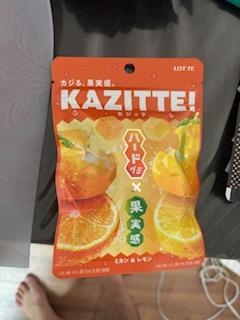 LOTTE
カジる、果実感。
KAZITTE!
カジッテ
ハード
グミ
×
果
実
感
ミカン & レモン